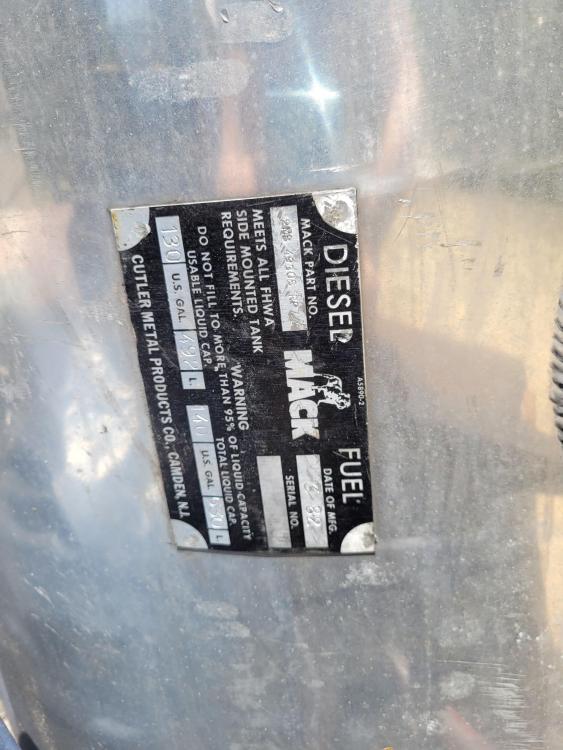 A5890-2
DIESEL FUEL
MACK PART NO.
MACK
DATE OF MFG.
SERIAL NO.
MEETS ALL FHWA
SIDE MOUNTED TANK
REQUIREMENTS.
WARNING
DO NOT FILL TO MORE THAN 95% OF LIQUID CAPACITY
USABLE LIQUID CAP. TOTAL LIQUID CAP.
130 U.S. GAL. 492 L 140 U.S. GAL. 530 L
CUTLER METAL PRODUCTS CO., CAMDEN, N.J.